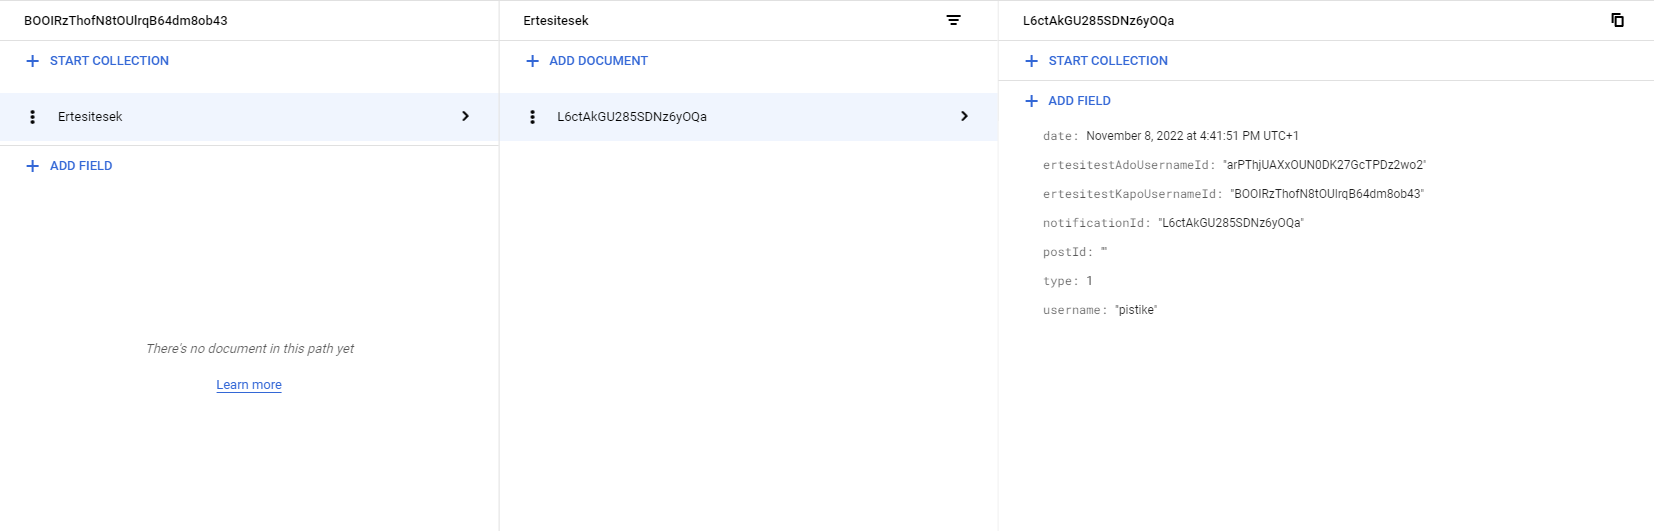 BOOIRzThofN8tOUlrqB64dm8ob43
START COLLECTION
Ertesitesek
ADD FIELD
There's no document in this path yet
Learn more
Ertesitesek
ADD DOCUMENT
L6ctAkGU285SDNz6yOQa
L6ctAkGU285SDNz6yOQa
START COLLECTION
ADD FIELD
date: November 8, 2022 at 4:41:51 PM UTC+1
ertesitestAdoUsernameId: "arPThjUAXxOUN0DK27GcTPDz2wo2"
ertesitestKapoUsernameId: "BOOIRzThofN8tOUlrqB64dm8ob43"
notificationId: "L6ctAkGU285SDNz6yOQa"
postId: ""
type: 1
username: "pistike"